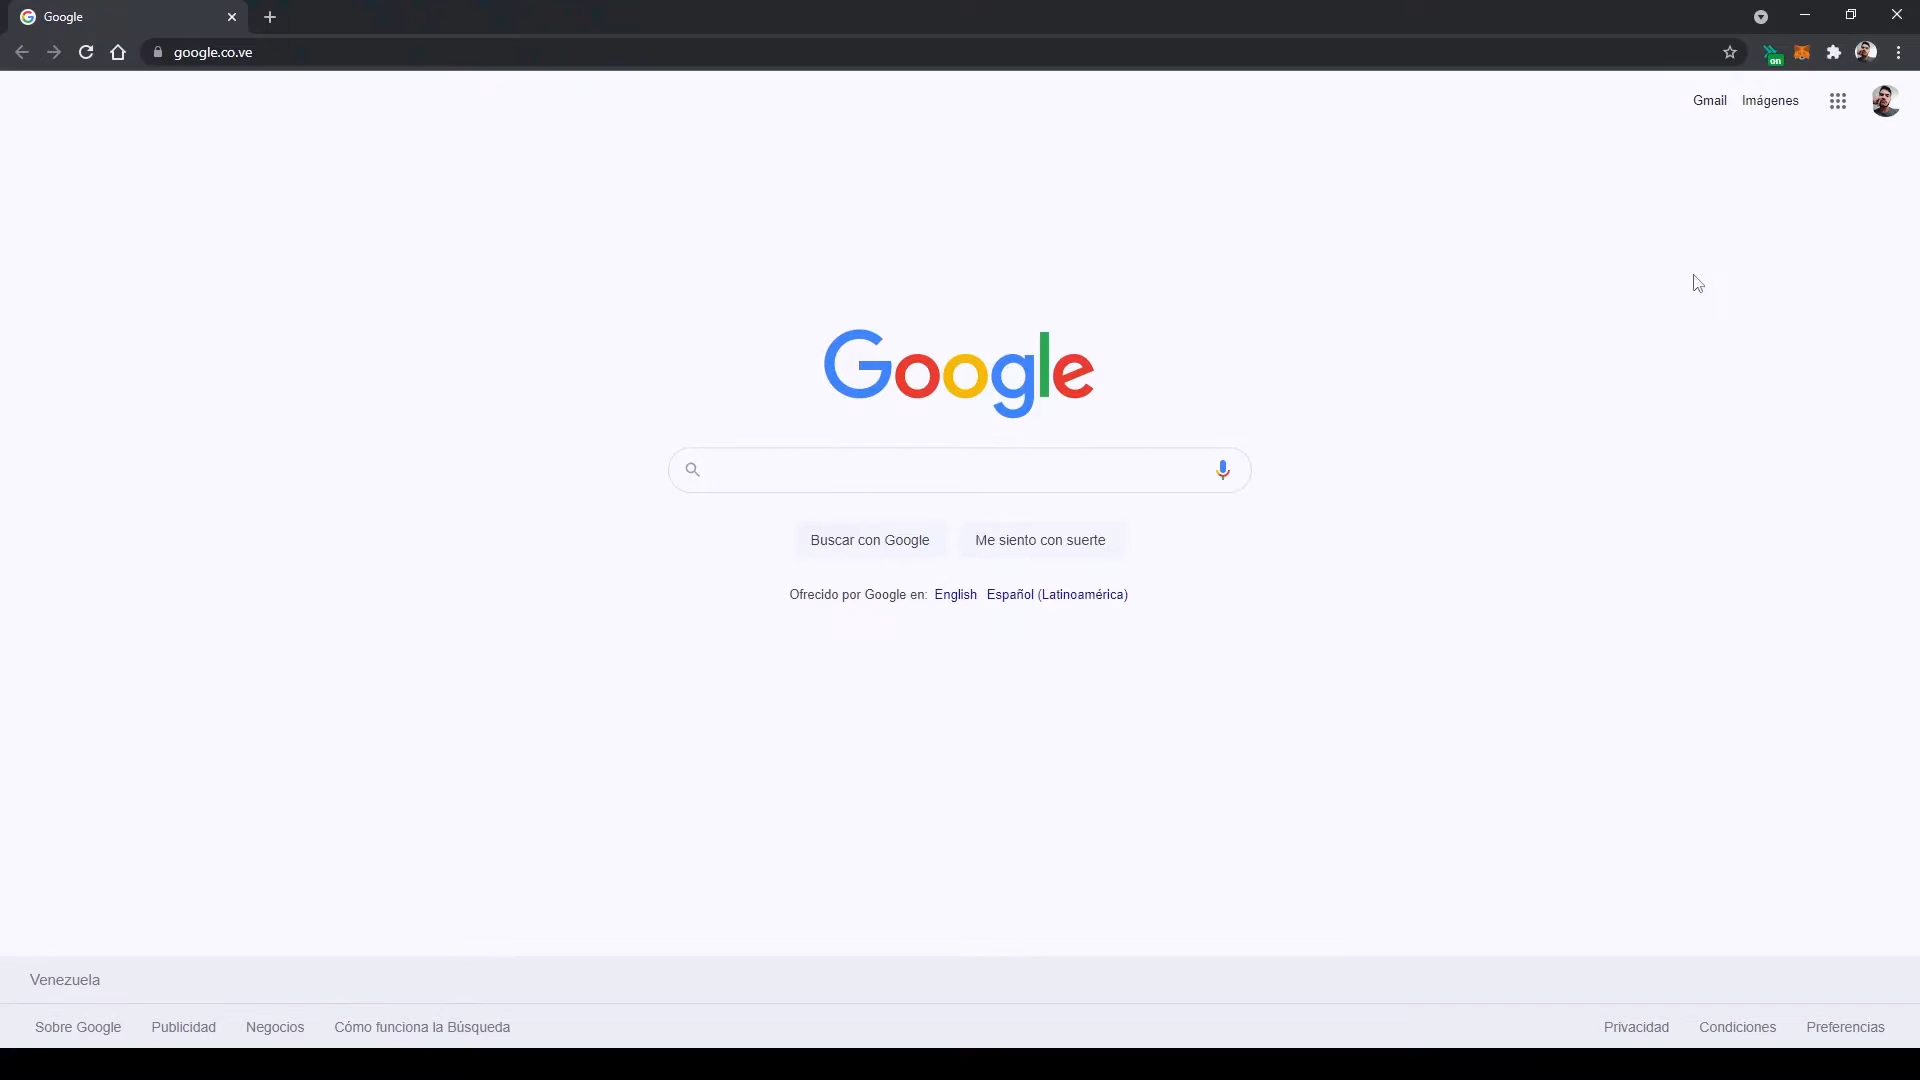 Google
google.co.ve
on
Gmail Imágenes
Google
Buscar con Google Me siento con suerte
Ofrecido por Google en: English Español (Latinoamérica)
Venezuela
Sobre Google Publicidad Negocios Cómo funciona la Búsqueda Privacidad Condiciones Preferencias